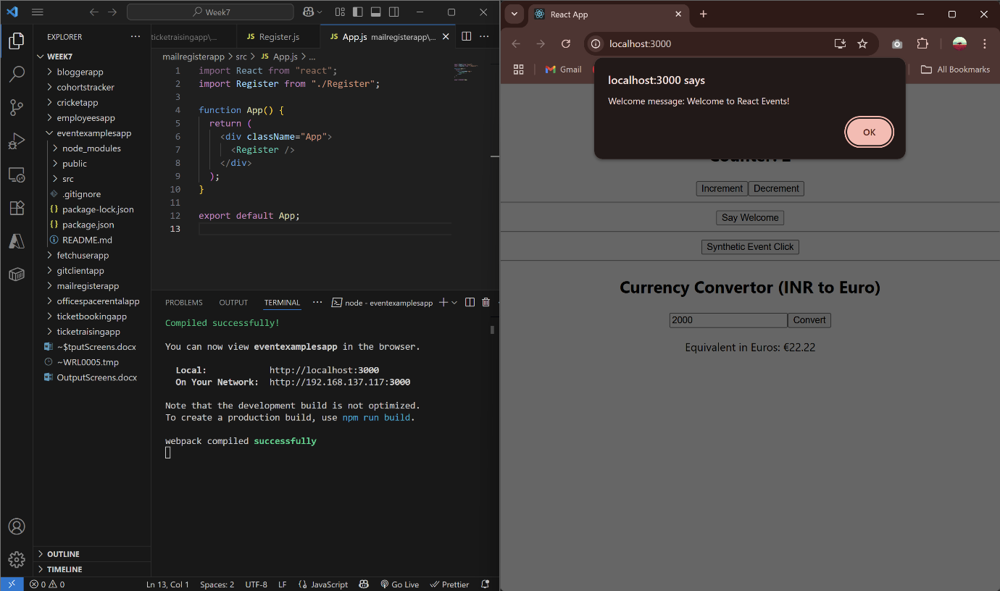 Week7
EXPLORER
WEEK7
bloggerapp
cohortstracker
cricketapp
employeesapp
eventexamplesapp
node_modules
public
src
.gitignore
package-lock.json
package.json
README.md
fetchuserapp
gitclientapp
mailregisterapp
officespacerentalapp
ticketbookingapp
ticketraisingapp
~$tputScreens.docx
~WRL0005.tmp
OutputScreens.docx
OUTLINE
TIMELINE
ticketraisingapp\...
JS Register.js
JS App.js mailregisterapp\...
mailregisterapp > src > JS App.js > ...
1 import React from "react";
2 import Register from "./Register";
3
4 function App() {
5 return (
6 <div className="App">
7 <Register />
8 </div>
9 );
10 }
11
12 export default App;
13
PROBLEMS OUTPUT TERMINAL ... node - eventexamplesapp
Compiled successfully!
You can now view eventexamplesapp in the browser.
Local: http://localhost:3000
On Your Network: http://192.168.137.117:3000
Note that the development build is not optimized.
To create a production build, use npm run build.
webpack compiled successfully
0 0 Ln 13, Col 1 Spaces: 2 UTF-8 LF {} JavaScript Go Live Prettier
React App
localhost:3000
Gmail
All Bookmarks
localhost:3000 says
Welcome message: Welcome to React Events!
OK
Increment Decrement
Say Welcome
Synthetic Event Click
Currency Convertor (INR to Euro)
2000 Convert
Equivalent in Euros: €22.22